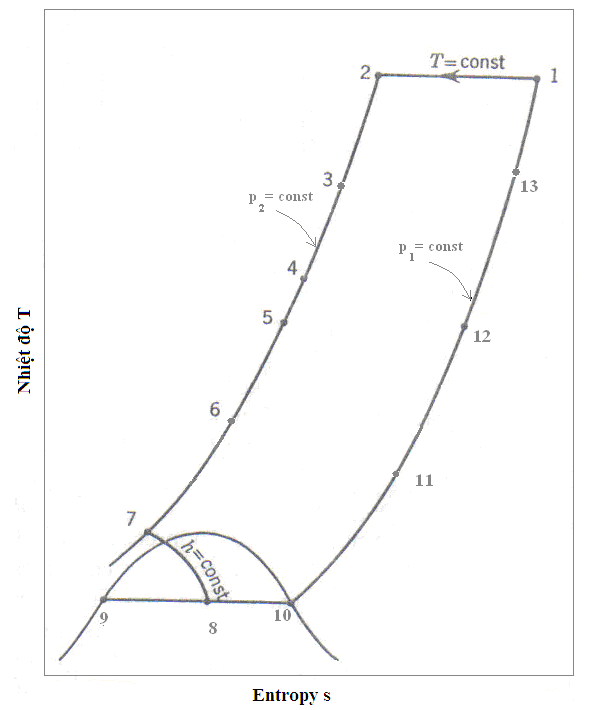 T=const
2
1
3
13
p2= const
p1= const
4
5
12
6
11
7
h=const
9
8
10
Nhiệt độ T
Entropy s